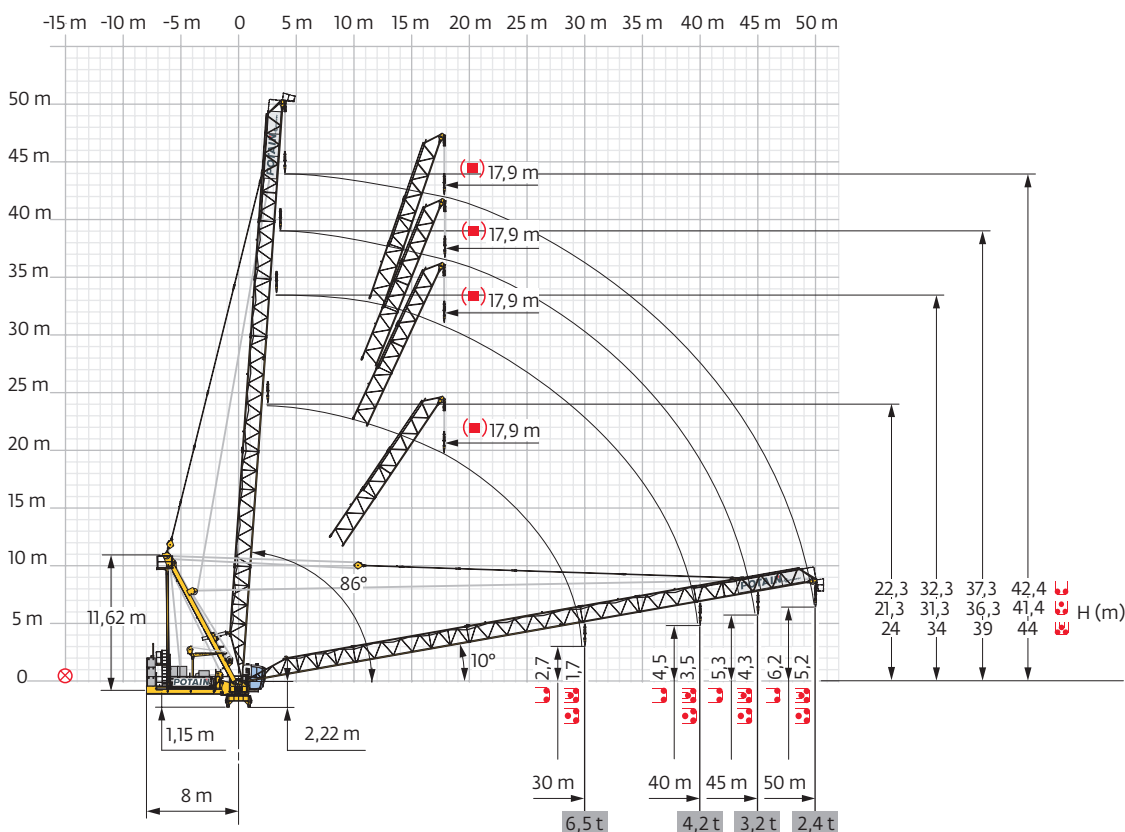 -15 m -10 m -5 m 0 5 m 10 m 15 m 20 m 25 m 30 m 35 m 40 m 45 m 50 m
50 m
POTAIN
45 m
17,9 m
40 m
17,9 m
35 m
17,9 m
30 m
25 m
20 m
17,9 m
15 m
10 m
86°
POTAIN
11,62 m
5 m
10°
22,3 32,3 37,3 42,4
21,3 31,3 36,3 41,4 H (m)
24 34 39 44
0
POTAIN
2,7 1,7 4,5 3,5 5,3 4,3 6,2 5,2
1,15 m 2,22 m
8 m 30 m 40 m 45 m 50 m
6,5 t 4,2 t 3,2 t 2,4 t